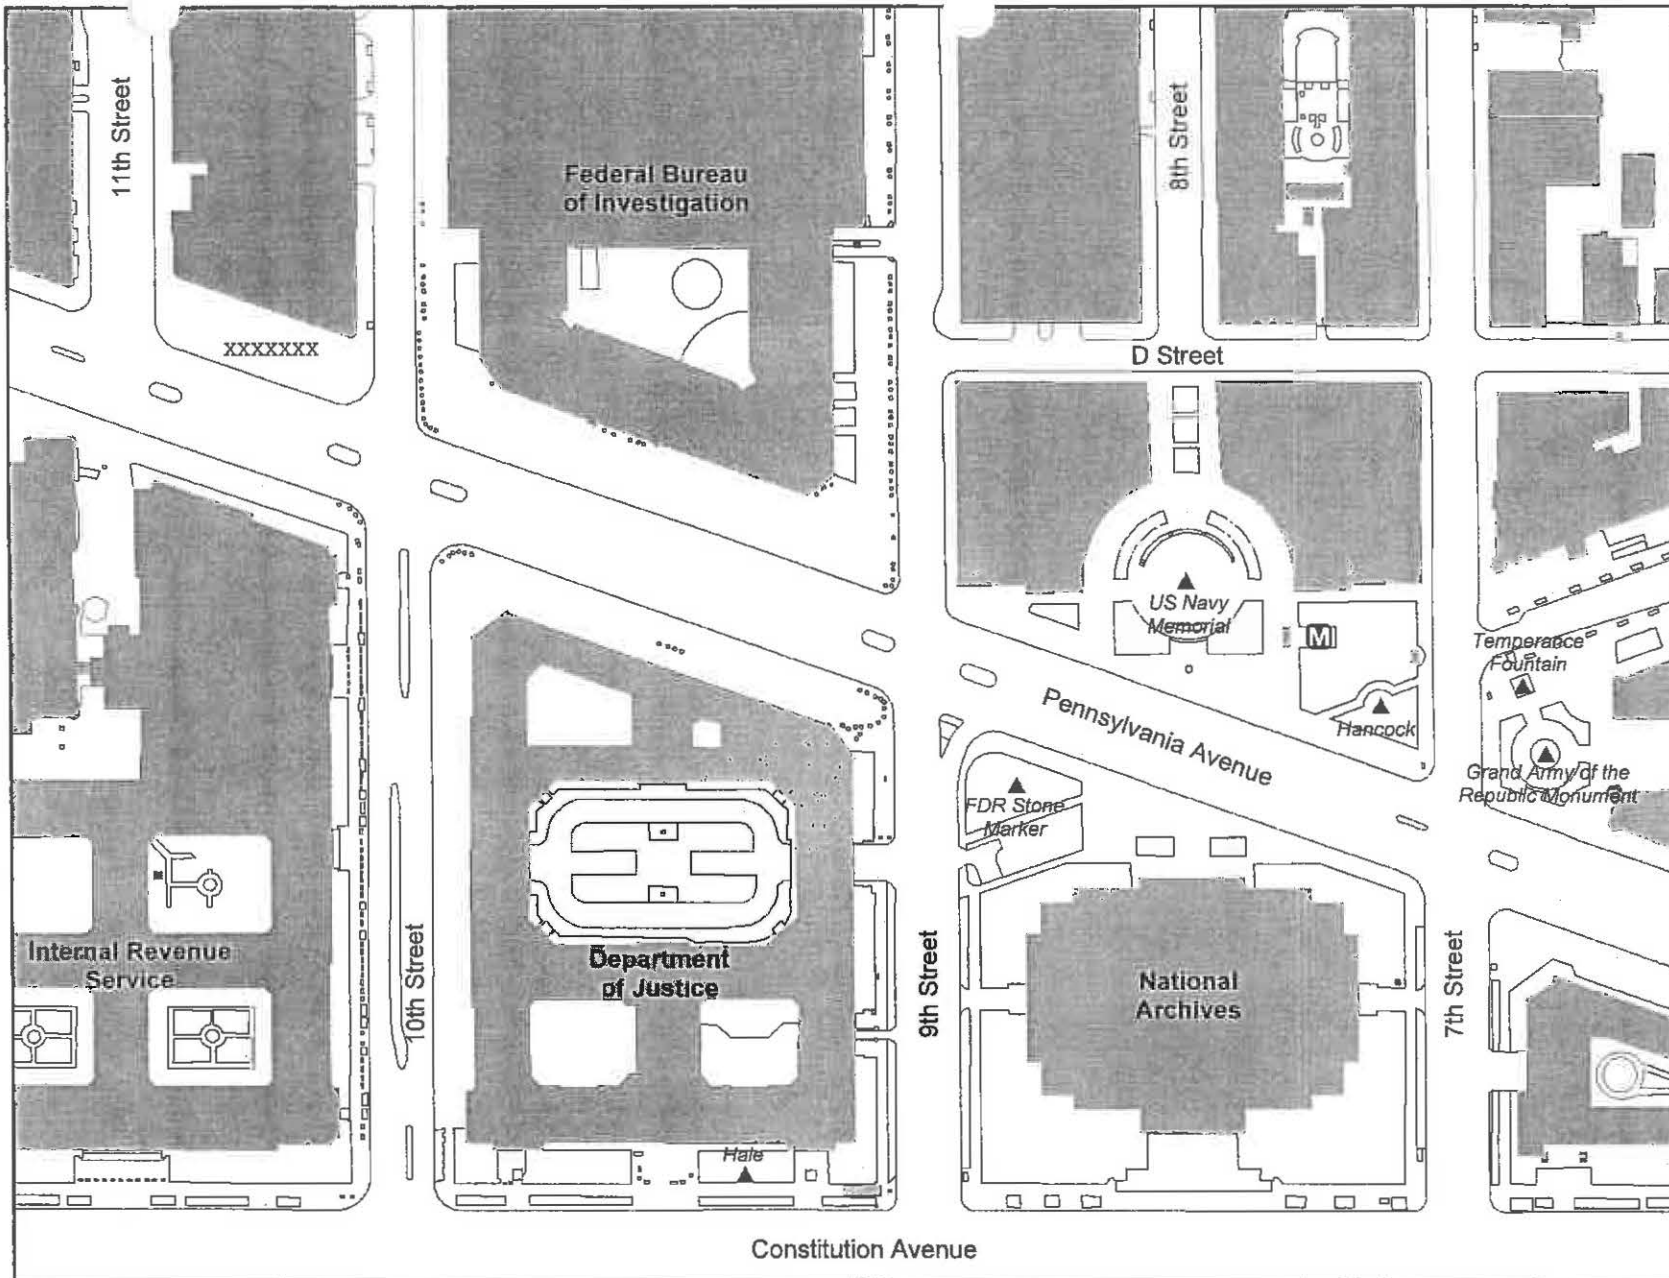 11th Street
8th Street
Federal Bureau
of Investigation
XXXXXXX
D Street
US Navy
Memorial
M
Temperance
Fountain
Hancock
Pennsylvania Avenue
Grand Army of the
Republic Monument
FDR Stone
Marker
Internal Revenue
Service
10th Street
Department
of Justice
9th Street
National
Archives
7th Street
Hale
Constitution Avenue